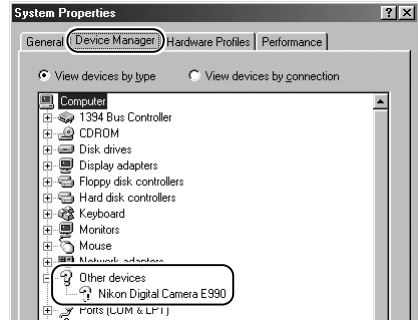 System Properties
General Device Manager Hardware Profiles Performance
View devices by type View devices by connection
Computer
1394 Bus Controller
CDROM
Disk drives
Display adapters
Floppy disk controllers
Hard disk controllers
Keyboard
Monitors
Mouse
Network adapters
Other devices
Nikon Digital Camera E990
Ports (COM & LPT)